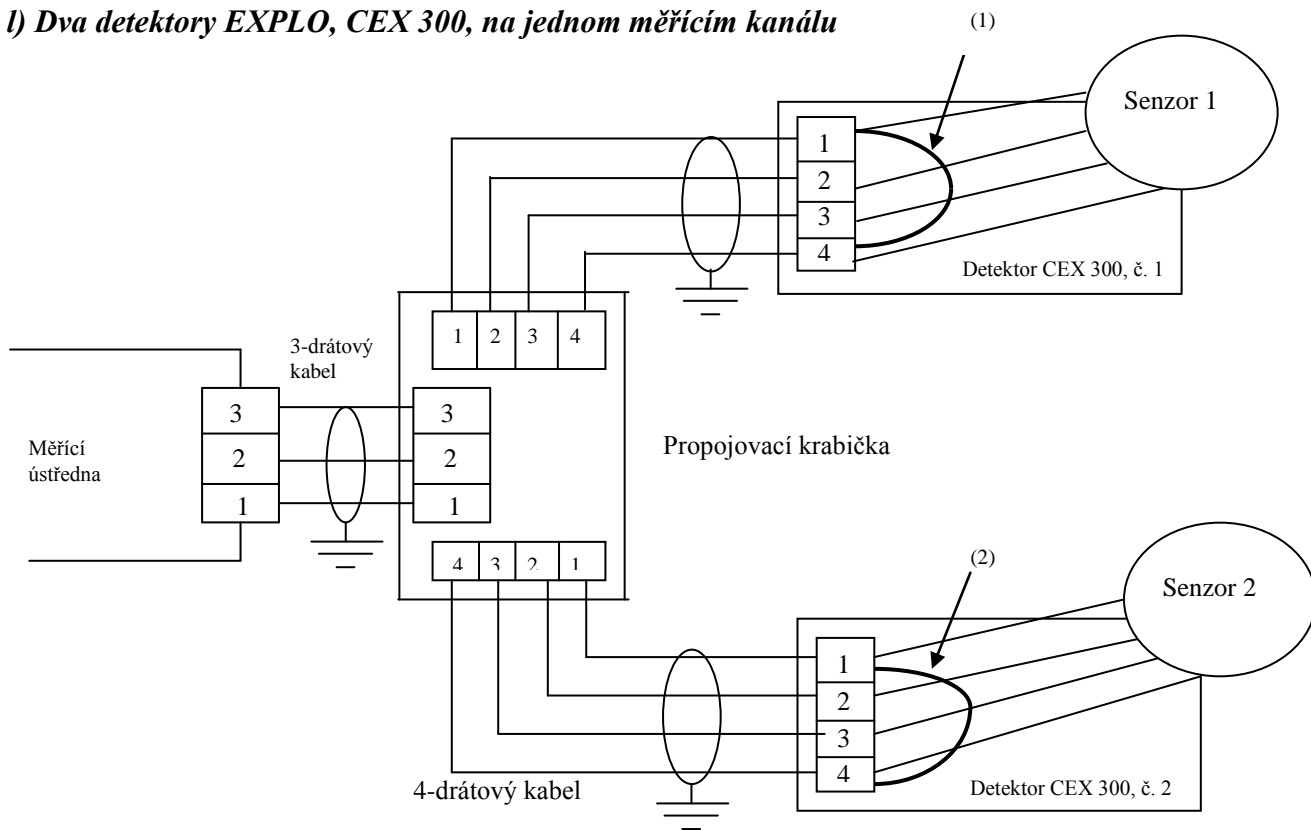 l) Dva detektory EXPLO, CEX 300, na jednom měřícím kanálu
(1)
Senzor 1
1
2
3
4
Detektor CEX 300, č. 1
1 2 3 4
3-drátový
kabel
3
2
1
3
2
1
Měřící
ústředna
Propojovací krabička
4 3 2 1
(2)
Senzor 2
1
2
3
4
Detektor CEX 300, č. 2
4-drátový kabel